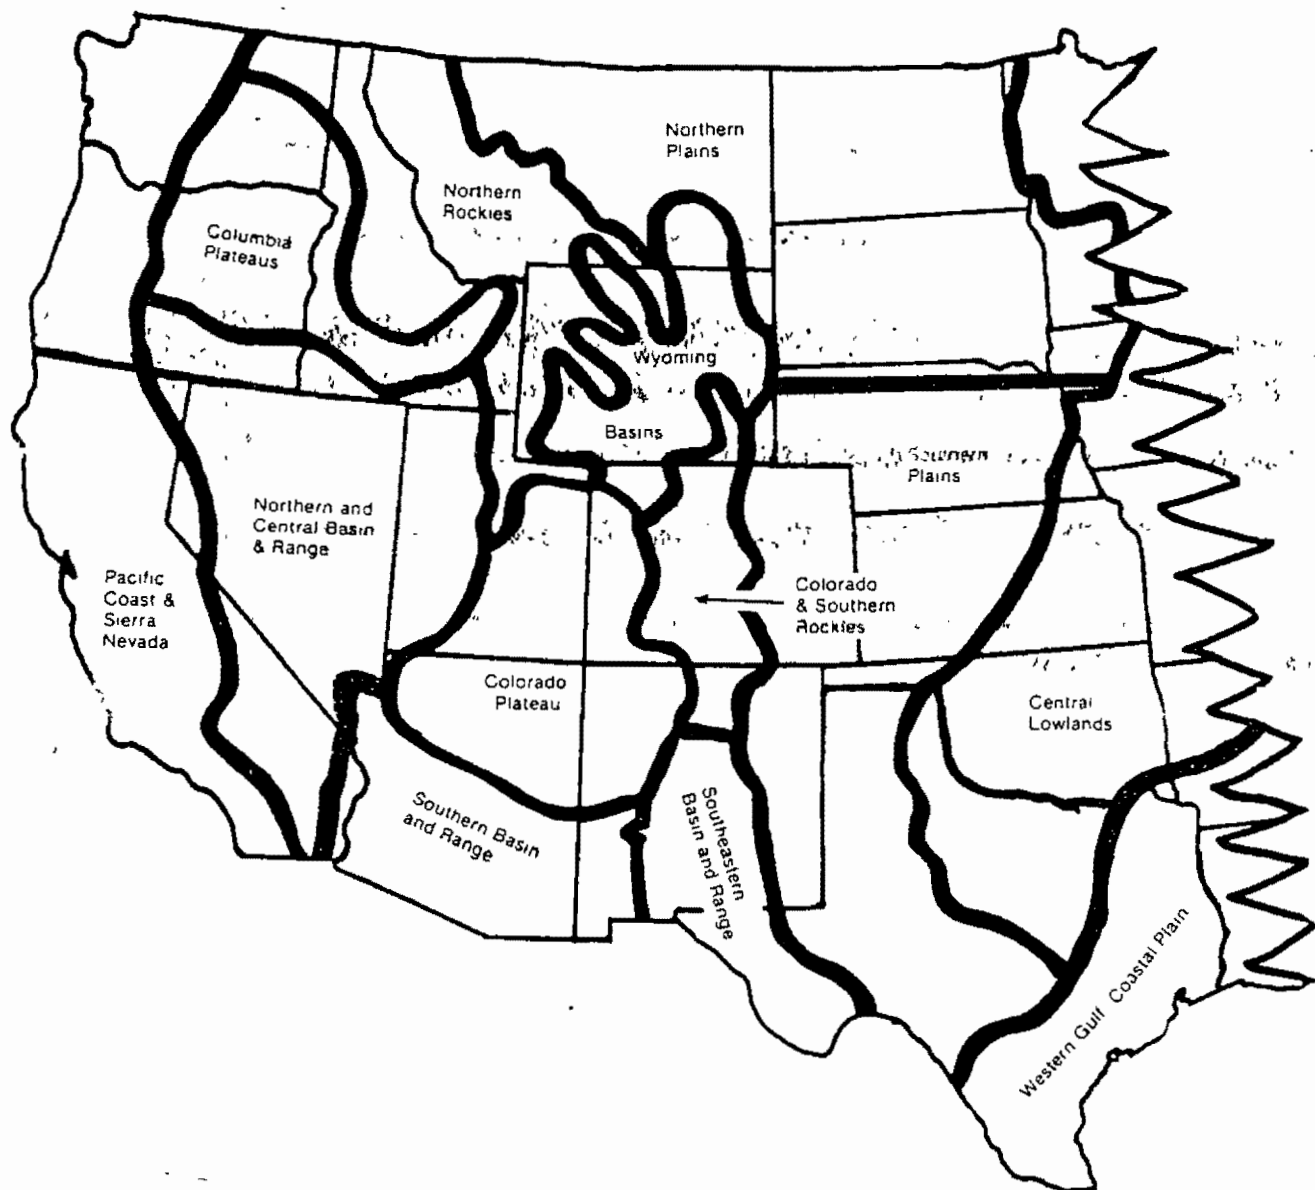 Northern
Plains
Northern
Rockies
Columbia
Plateaus
Wyoming
Basins
Southern
Plains
Northern and
Central Basin
& Range
Pacific
Coast &
Sierra
Nevada
Colorado
& Southern
Rockies
Colorado
Plateau
Central
Lowlands
Southern Basin
and Range
Southeastern
Basin and Range
Western Gulf Coastal Plain